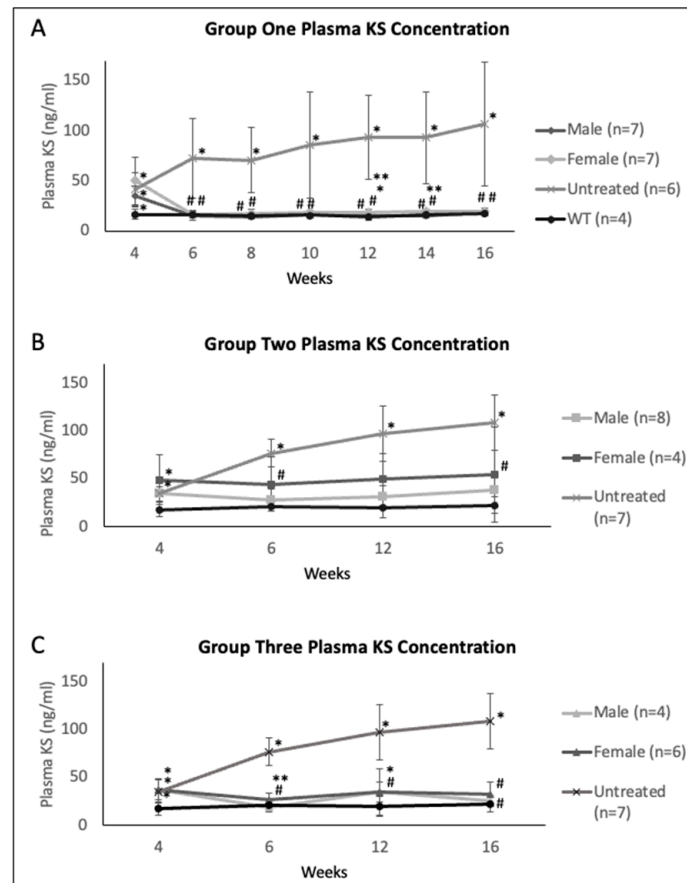 A
Group One Plasma KS Concentration
Plasma KS (ng/ml)
150
100
50
0
*
*
*
*
*
*
*
*
*
*
**
*
**
# #
# #
# #
# #
# #
# #
4 6 8 10 12 14 16
Weeks
Male (n=7)
Female (n=7)
Untreated (n=6)
WT (n=4)
B
Group Two Plasma KS Concentration
Plasma KS (ng/ml)
150
100
50
0
*
*
*
*
*
#
#
4 6 12 16
Weeks
Male (n=8)
Female (n=4)
Untreated
(n=7)
C
Group Three Plasma KS Concentration
Plasma KS (ng/ml)
150
100
50
0
*
*
*
*
*
*
**
#
*
#
#
#
4 6 12 16
Weeks
Male (n=4)
Female (n=6)
Untreated
(n=7)